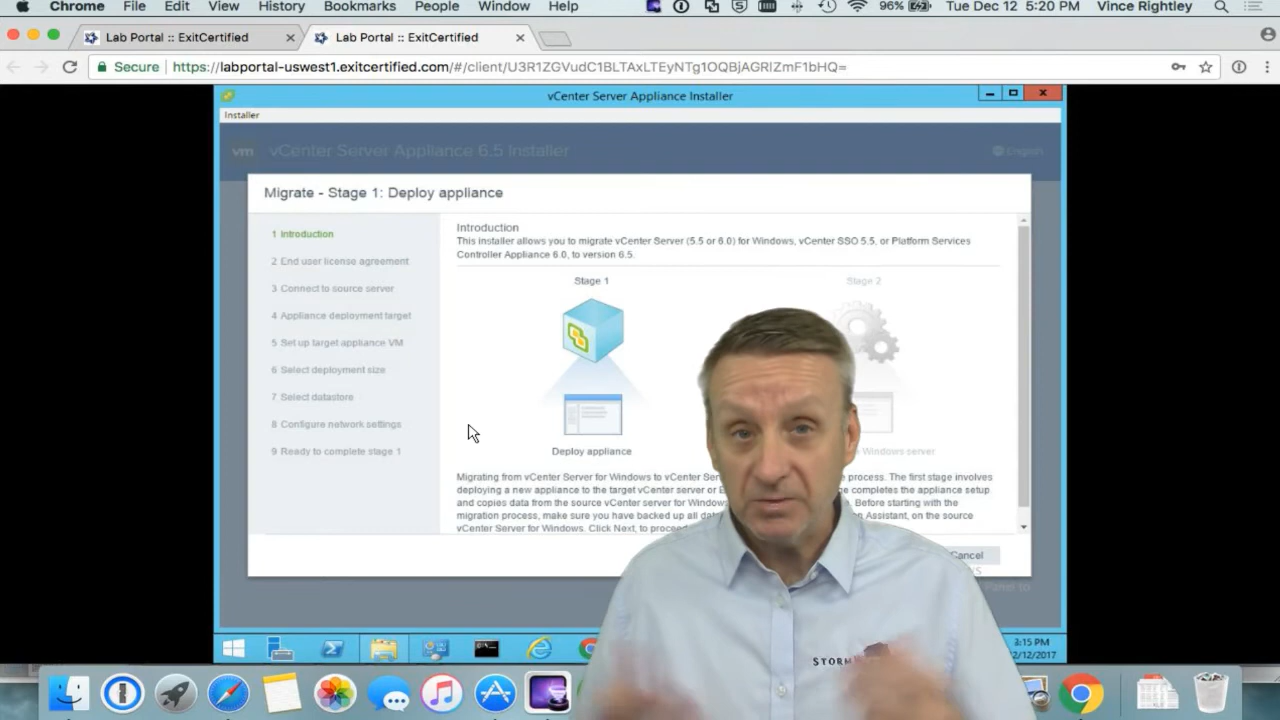 Chrome File Edit View History Bookmarks People Window Help 96% Tue Dec 12 5:20 PM Vince Rightley
Lab Portal :: ExitCertified Lab Portal :: ExitCertified
Secure https://labportal-uswest1.exitcertified.com/#/client/U3R1ZGVudC1BLTAxLTEyNTg1OQBjAGRlZmF1bHQ=
vCenter Server Appliance Installer
Installer
vm vCenter Server Appliance 6.5 Installer English
Migrate - Stage 1: Deploy appliance
1 Introduction
2 End user license agreement
3 Connect to source server
4 Appliance deployment target
5 Set up target appliance VM
6 Select deployment size
7 Select datastore
8 Configure network settings
9 Ready to complete stage 1
Introduction
This installer allows you to migrate vCenter Server (5.5 or 6.0) for Windows, vCenter SSO 5.5, or Platform Services
Controller Appliance 6.0, to version 6.5.
Stage 1 Stage 2
Deploy appliance Windows server
Migrating from vCenter Server for Windows to vCenter process. The first stage involves
deploying a new appliance to the target vCenter server or completes the appliance setup
and copies data from the source vCenter server for Windows. Before starting with the
migration process, make sure you have backed up all Assistant, on the source
vCenter Server for Windows. Click Next, to
Cancel
3:15 PM
12/12/2017
STORM